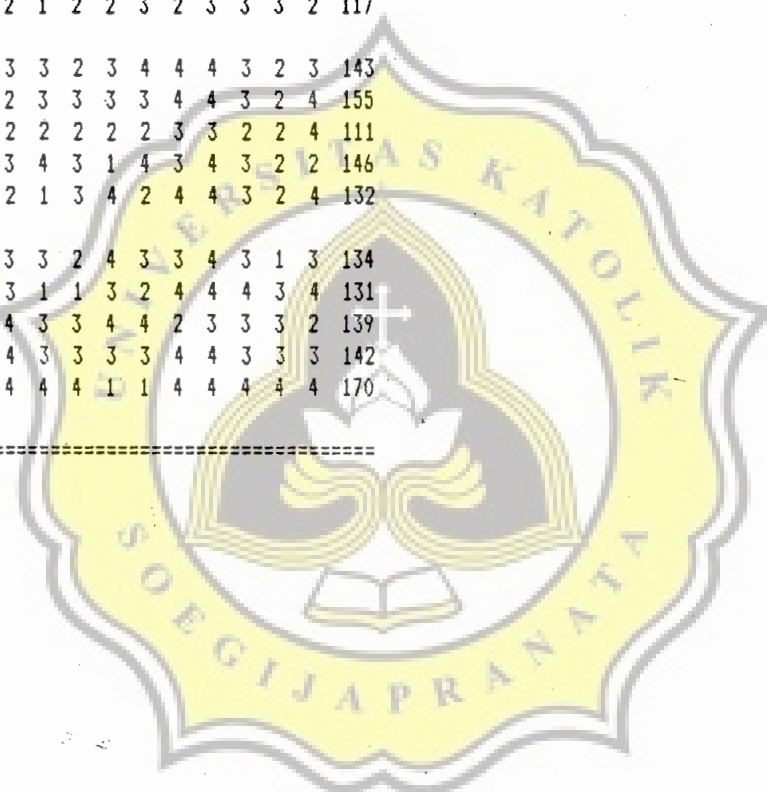 2 1 2 2 3 2 3 3 3 2 117
3 3 2 3 4 4 4 3 2 3 143
2 3 3 3 3 4 4 3 2 4 155
2 2 2 2 2 3 3 2 2 4 111
3 4 3 1 4 3 4 3 2 2 146
2 1 3 4 2 4 4 3 2 4 132
3 3 2 4 3 3 4 3 1 3 134
3 1 1 3 2 4 4 4 3 4 131
4 3 3 4 4 2 3 3 3 2 139
4 3 3 3 3 4 4 3 3 3 142
4 4 4 1 1 4 4 4 4 4 170
UNIVERSITAS KATOLIK
SOEGIJAPRANATA